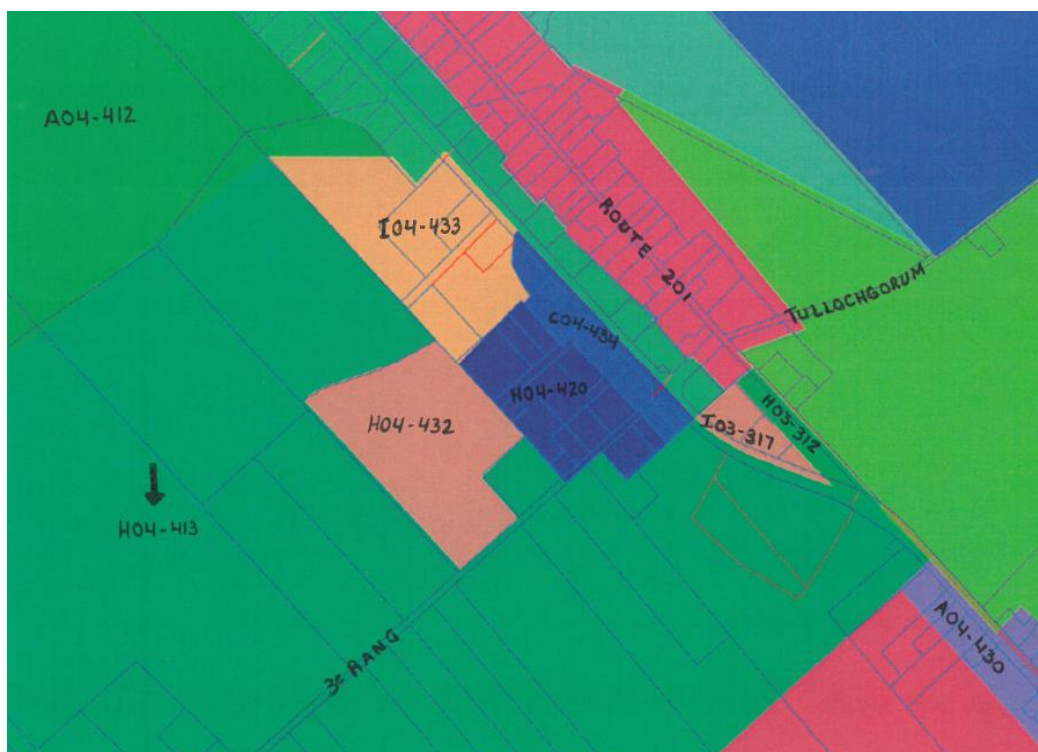 A04-412
I04-433
ROUTE 201
TULLOCHGORUM
C04-434
H04-420
H04-432
I03-317
H03-312
H04-413
3e RANG
A04-430